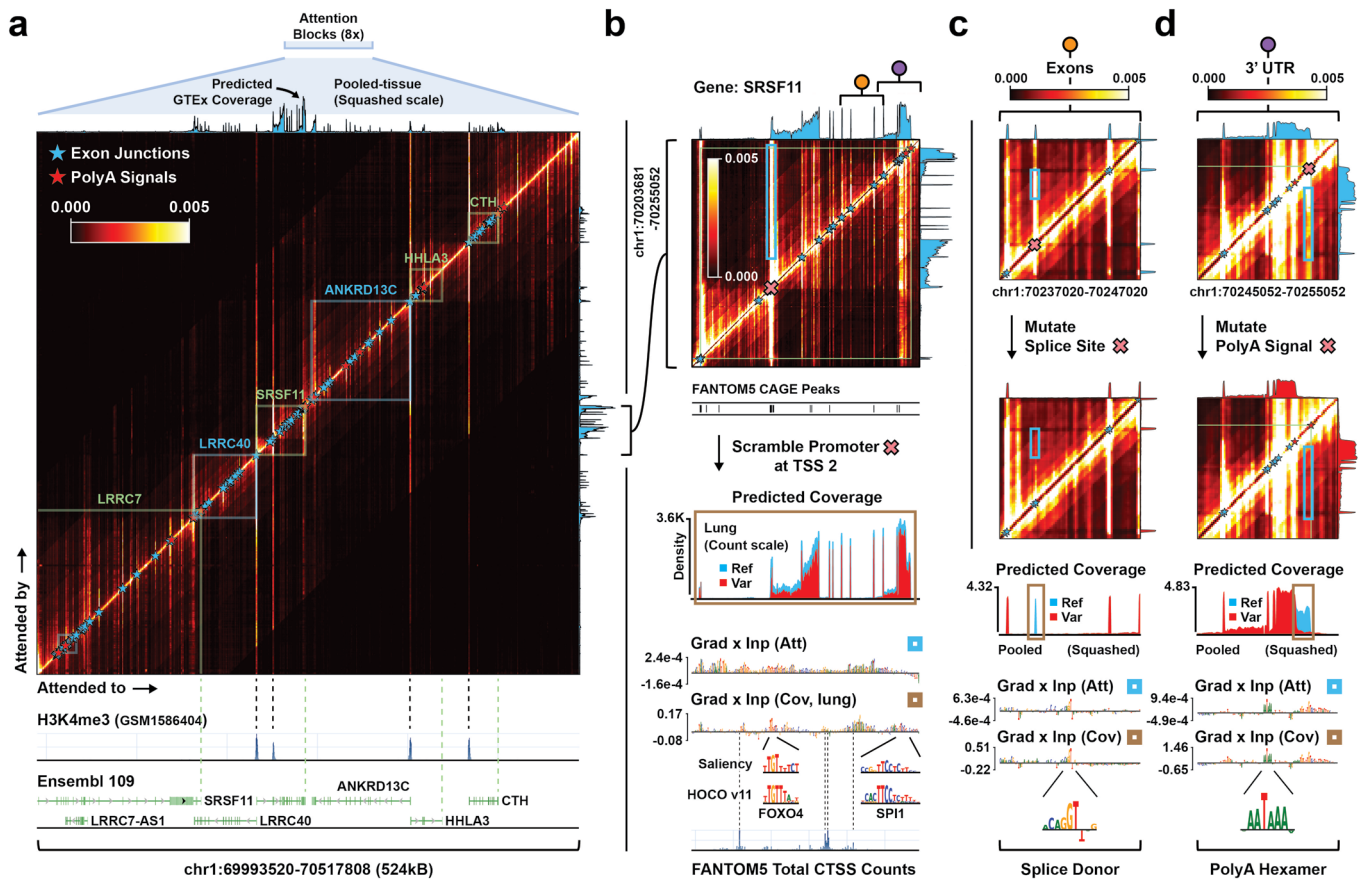 a
Attention
Blocks (8x)
Predicted
GTEx Coverage
Pooled-tissue
(Squashed scale)
Exon Junctions
PolyA Signals
0.000
0.005
CTH
HHLA3
ANKRD13C
SRSF11
LRRC40
LRRC7
Attended by
Attended to
H3K4me3 (GSM1586404)
Ensembl 109
SRSF11
ANKRD13C
CTH
LRRC7-AS1
LRRC40
HHLA3
chr1:69993520-70517808 (524kB)
b
Gene: SRSF11
chr1:70203681
-70255052
0.005
0.000
FANTOM5 CAGE Peaks
Scramble Promoter
at TSS 2
Predicted Coverage
3.6K
Density
Lung
(Count scale)
Ref
Var
Grad x Inp (Att)
2.4e-4
-1.6e-4
Grad x Inp (Cov, lung)
0.17
-0.08
Saliency
HOCO v11
FOXO4
SPI1
FANTOM5 Total CTSS Counts
c
Exons
0.000
0.005
chr1:70237020-70247020
Mutate
Splice Site
Predicted Coverage
4.32
Ref
Var
Pooled
(Squashed)
Grad x Inp (Att)
6.3e-4
-4.6e-4
Grad x Inp (Cov)
0.51
-0.22
ACAGGT
Splice Donor
d
3' UTR
0.000
0.005
chr1:70245052-70255052
Mutate
PolyA Signal
Predicted Coverage
4.83
Ref
Var
Pooled
(Squashed)
Grad x Inp (Att)
9.4e-4
-4.9e-4
Grad x Inp (Cov)
1.46
-0.65
AATAAA
PolyA Hexamer